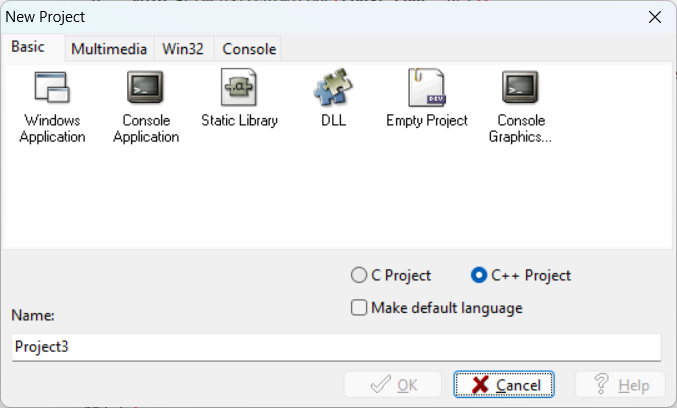 New Project
Basic Multimedia Win32 Console
Windows Application
Console Application
Static Library
DLL
Empty Project
Console Graphics...
C Project C++ Project
Make default language
Name:
Project3
OK Cancel Help